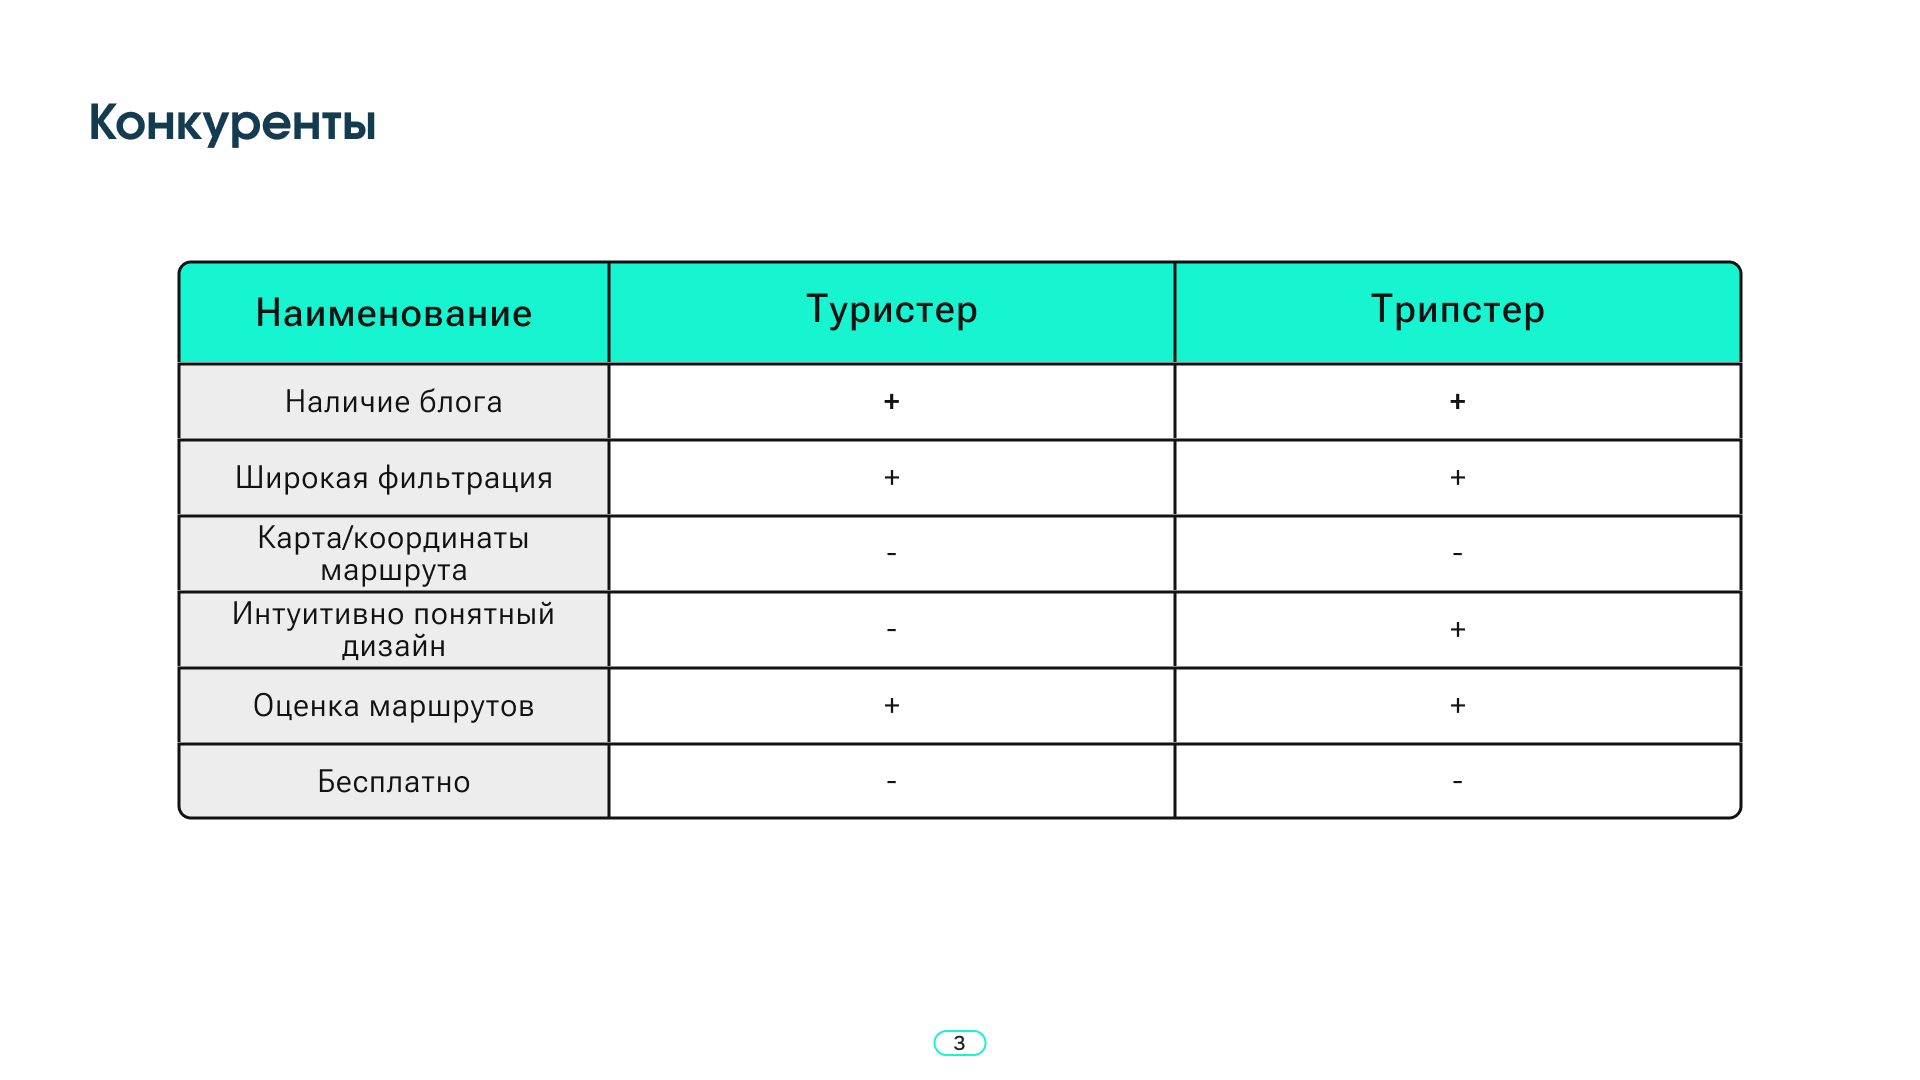 Конкуренты
Наименование Туристер Трипстер
Наличие блога + +
Широкая фильтрация + +
Карта/координаты
маршрута - -
Интуитивно понятный
дизайн - +
Оценка маршрутов + +
Бесплатно - -
3